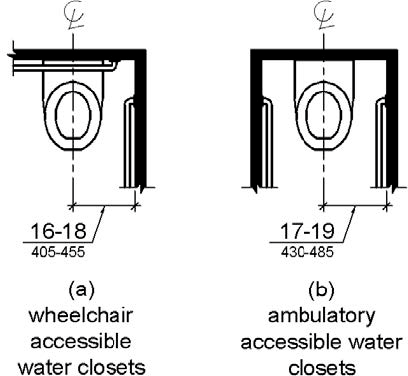 ℄ ℄
16-18 17-19
405-455 430-485
(a) (b)
wheelchair ambulatory
accessible accessible water
water closets closets